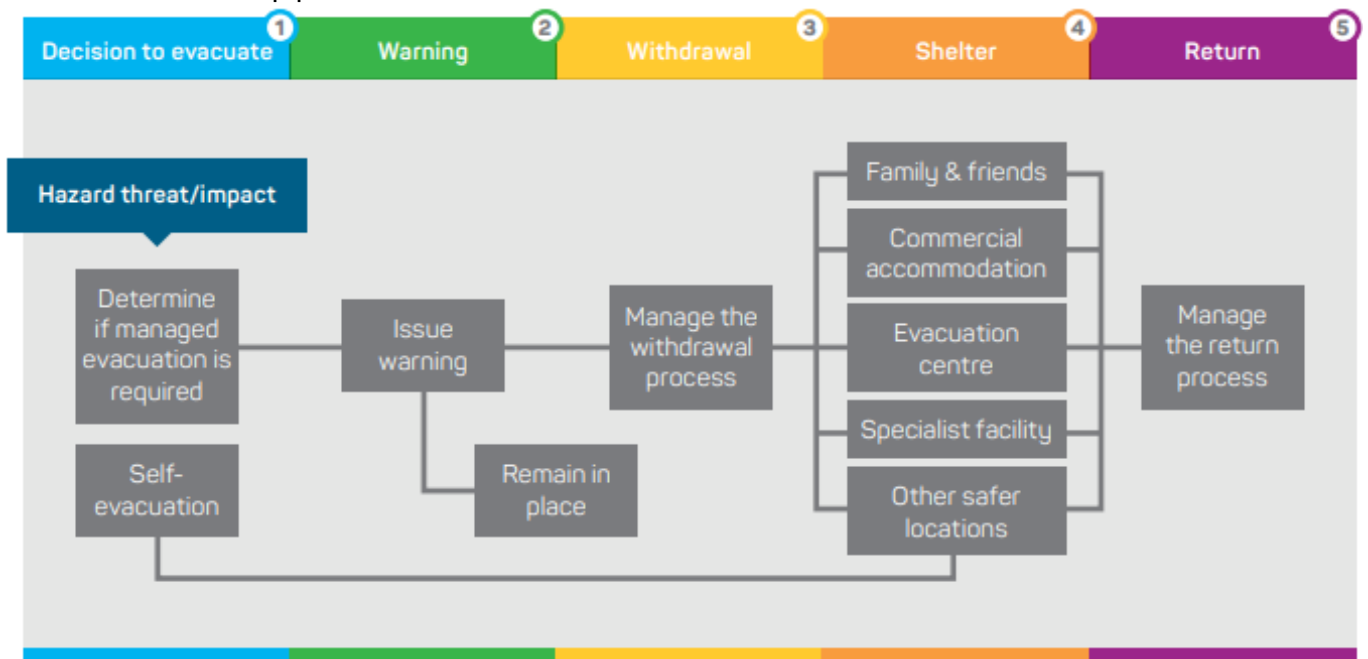 Decision to evacuate
1
Warning
2
Withdrawal
3
Shelter
4
Return
5
Hazard threat/impact
Determine
if managed
evacuation is
required
Self-
evacuation
Issue
warning
Remain in
place
Manage the
withdrawal
process
Family & friends
Commercial
accommodation
Evacuation
centre
Specialist facility
Other safer
locations
Manage
the return
process